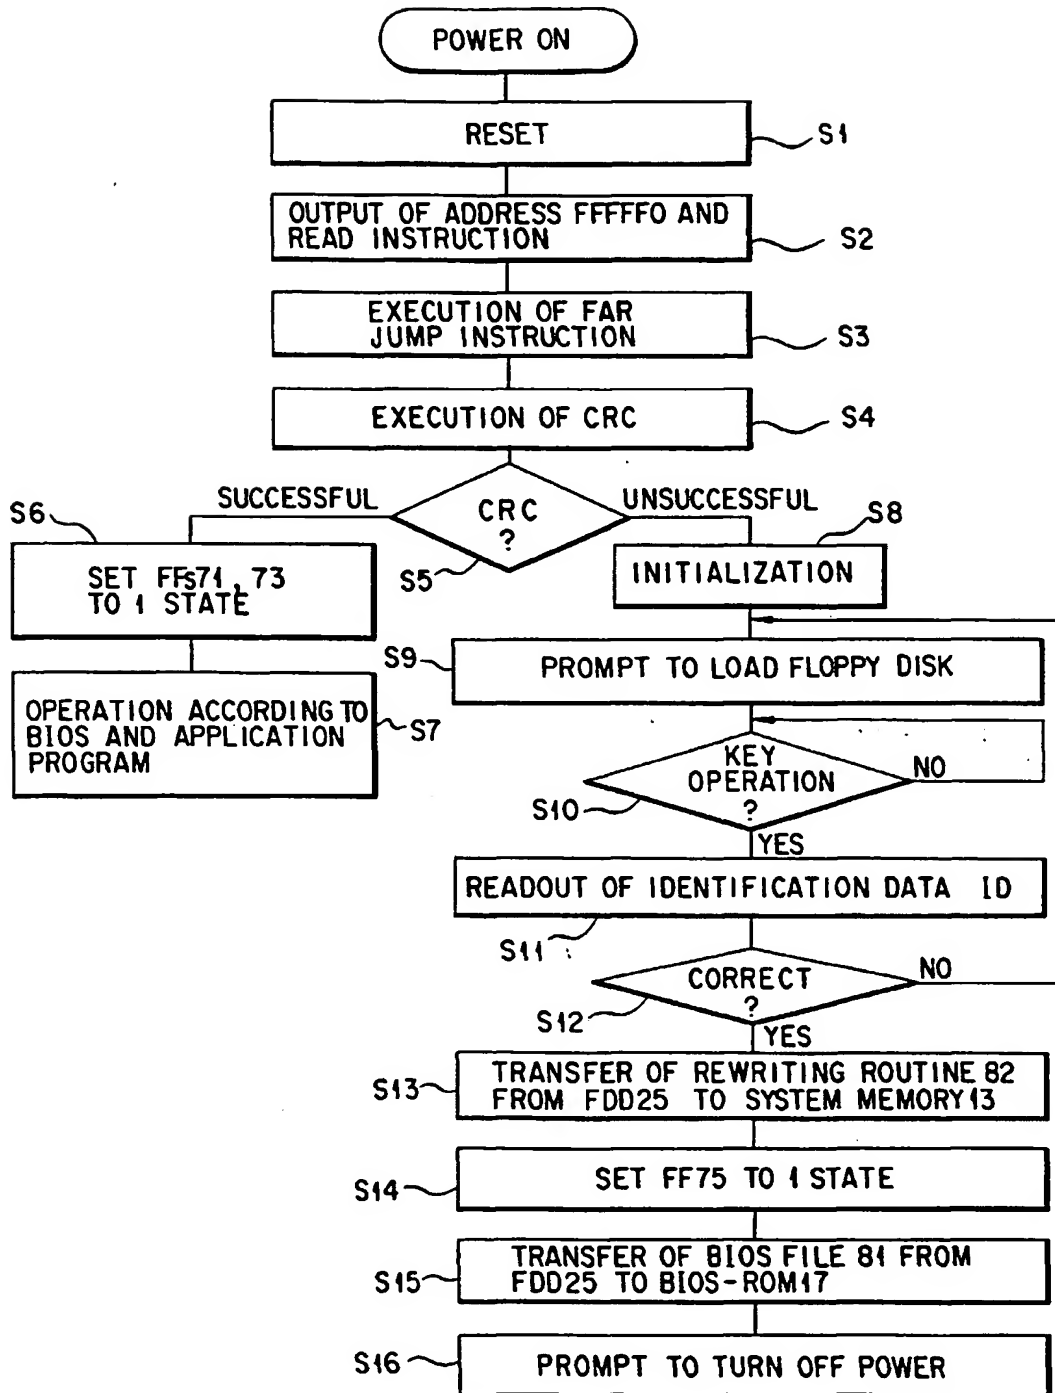 POWER ON
RESET
S1
OUTPUT OF ADDRESS FFFFF0 AND
READ INSTRUCTION
S2
EXECUTION OF FAR
JUMP INSTRUCTION
S3
EXECUTION OF CRC
S4
SUCCESSFUL
CRC
?
UNSUCCESSFUL
S5
S6
SET FFs71, 73
TO 1 STATE
S8
INITIALIZATION
OPERATION ACCORDING TO
BIOS AND APPLICATION
PROGRAM
S7
S9
PROMPT TO LOAD FLOPPY DISK
KEY
OPERATION
?
NO
S10
YES
READOUT OF IDENTIFICATION DATA ID
S11
CORRECT
?
NO
S12
YES
S13
TRANSFER OF REWRITING ROUTINE 82
FROM FDD25 TO SYSTEM MEMORY 13
S14
SET FF75 TO 1 STATE
S15
TRANSFER OF BIOS FILE 81 FROM
FDD25 TO BIOS-ROM17
S16
PROMPT TO TURN OFF POWER